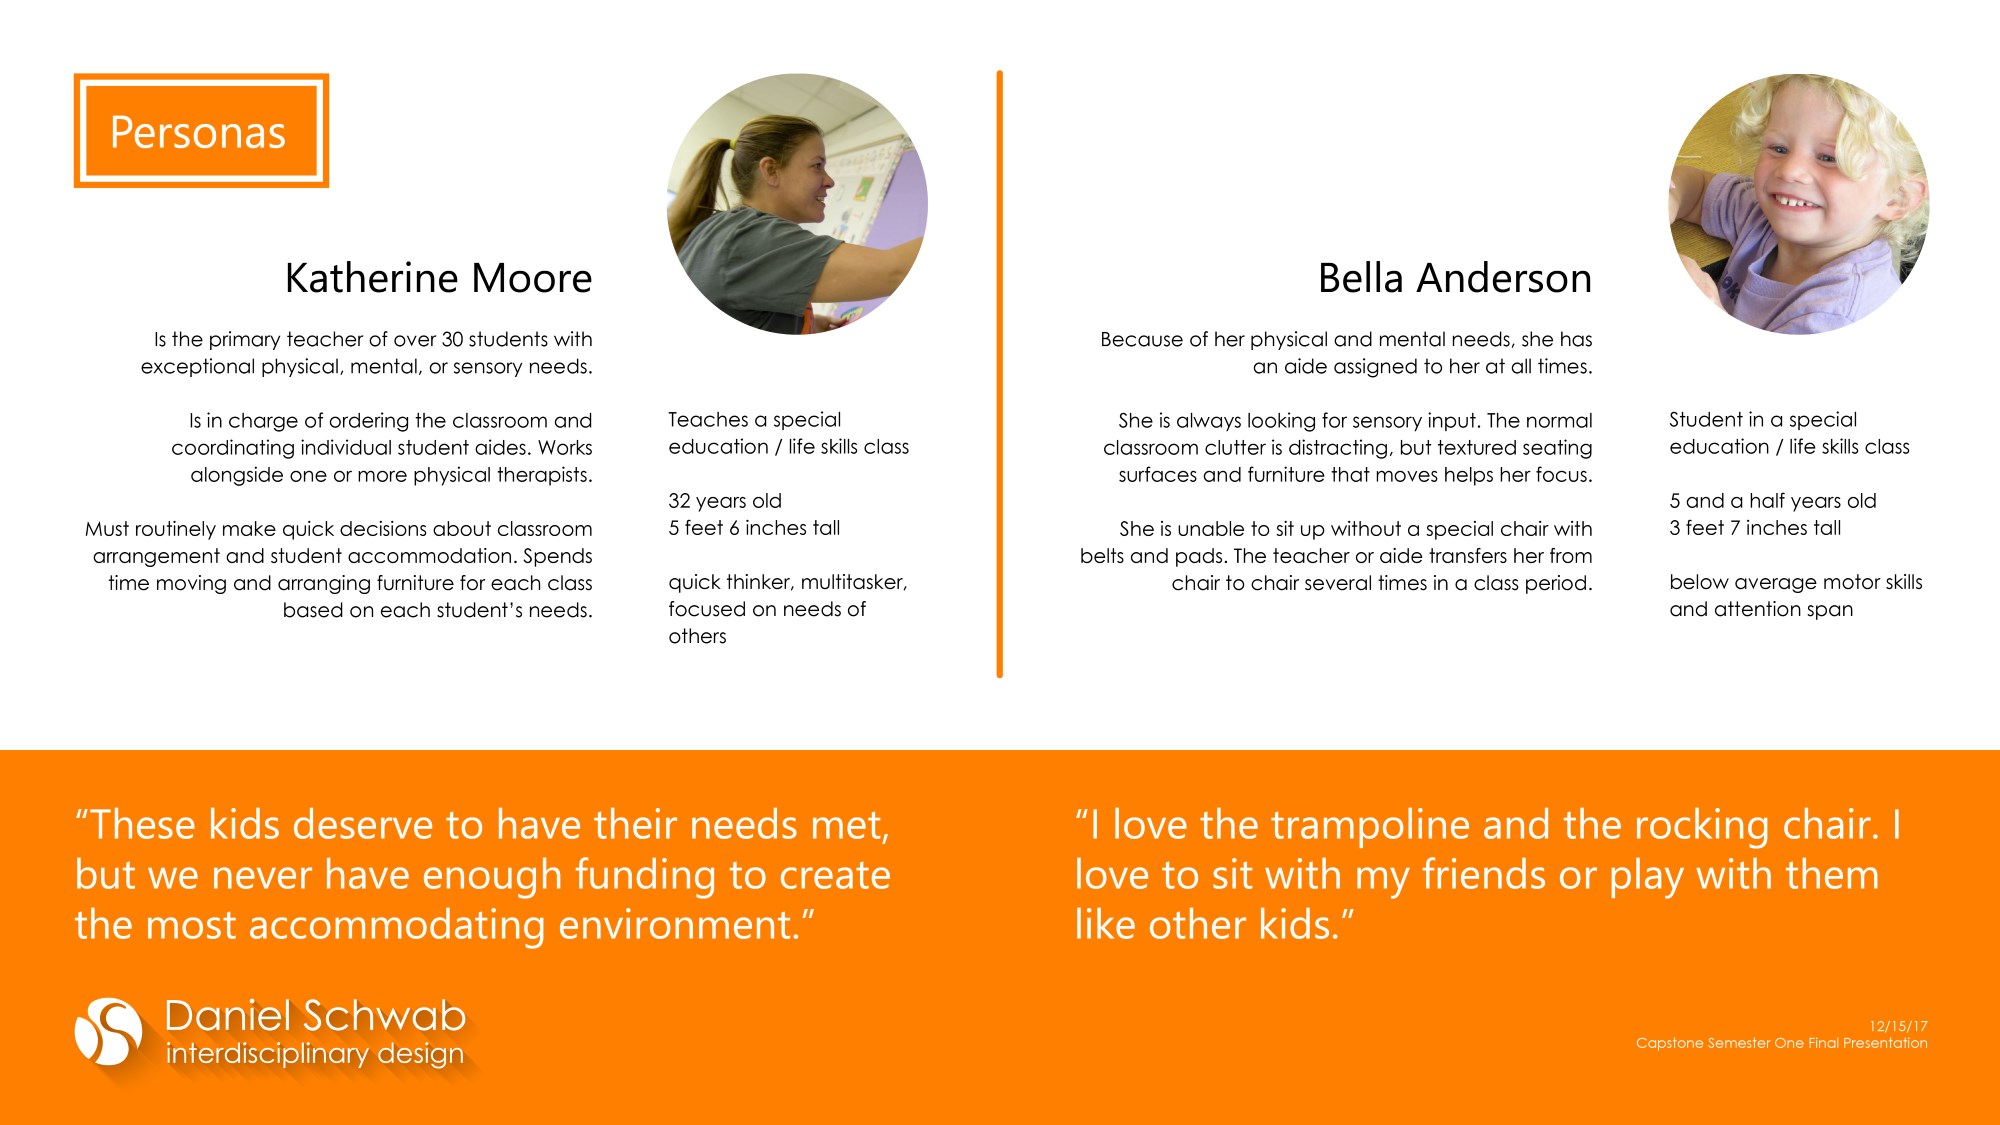 Personas
Katherine Moore
Is the primary teacher of over 30 students with
exceptional physical, mental, or sensory needs.
Is in charge of ordering the classroom and
coordinating individual student aides. Works
alongside one or more physical therapists.
Must routinely make quick decisions about classroom
arrangement and student accommodation. Spends
time moving and arranging furniture for each class
based on each student’s needs.
Teaches a special
education / life skills class
32 years old
5 feet 6 inches tall
quick thinker, multitasker,
focused on needs of
others
Bella Anderson
Because of her physical and mental needs, she has
an aide assigned to her at all times.
She is always looking for sensory input. The normal
classroom clutter is distracting, but textured seating
surfaces and furniture that moves helps her focus.
She is unable to sit up without a special chair with
belts and pads. The teacher or aide transfers her from
chair to chair several times in a class period.
Student in a special
education / life skills class
5 and a half years old
3 feet 7 inches tall
below average motor skills
and attention span
“These kids deserve to have their needs met,
but we never have enough funding to create
the most accommodating environment.”
“I love the trampoline and the rocking chair. I
love to sit with my friends or play with them
like other kids.”
Daniel Schwab
interdisciplinary design
12/15/17
Capstone Semester One Final Presentation